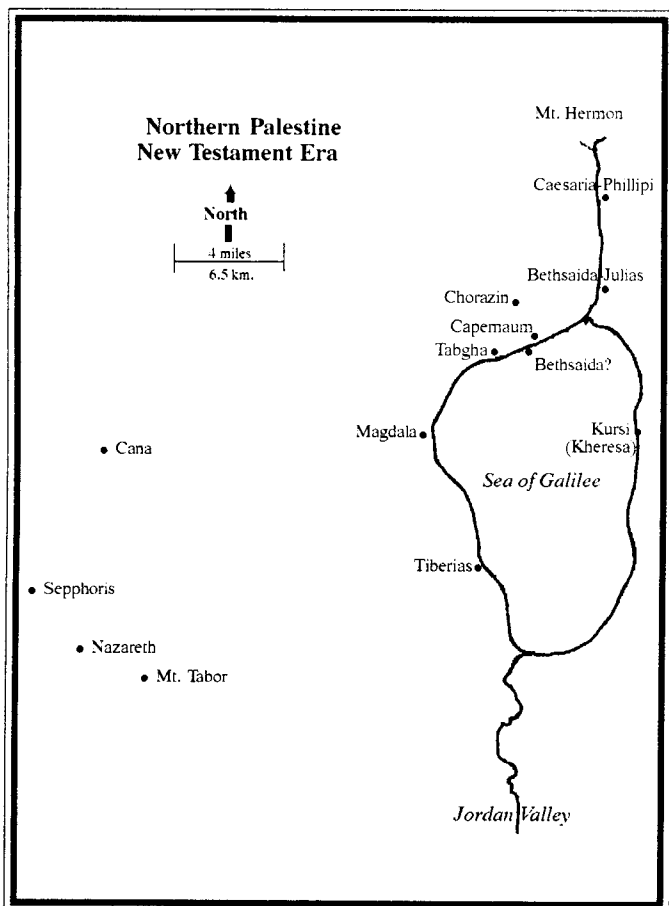 Mt. Hermon
Northern Palestine
New Testament Era
Caesaria-Phillipi
North
4 miles
6.5 km.
Bethsaida-Julias
Chorazin
Capernaum
Tabgha
Bethsaida?
Magdala
Kursi
(Kheresa)
Cana
Sea of Galilee
Tiberias
Sepphoris
Nazareth
Mt. Tabor
Jordan Valley